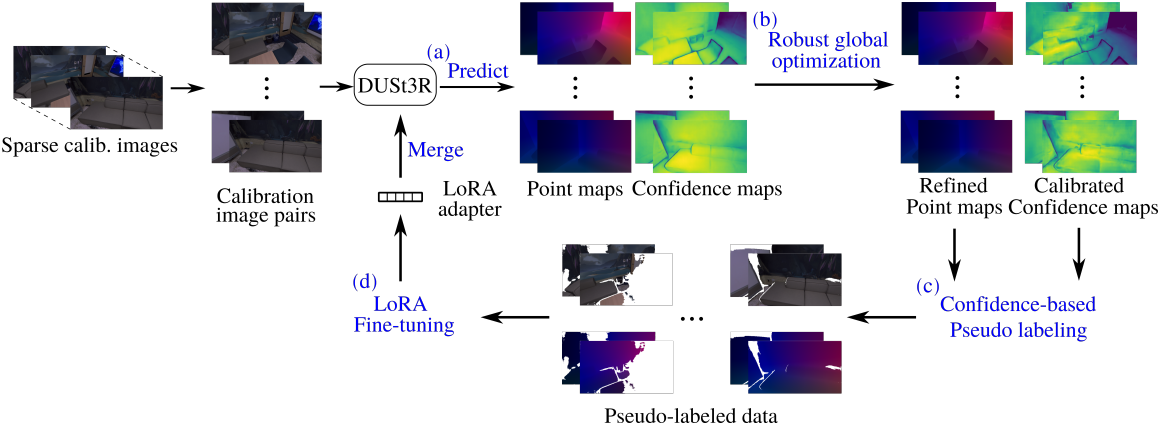 Sparse calib. images
Calibration
image pairs
DUSt3R
(a)
Predict
Merge
LoRA
adapter
Point maps
Confidence maps
(b)
Robust global
optimization
Refined
Point maps
Calibrated
Confidence maps
(c)
Confidence-based
Pseudo labeling
Pseudo-labeled data
(d)
LoRA
Fine-tuning